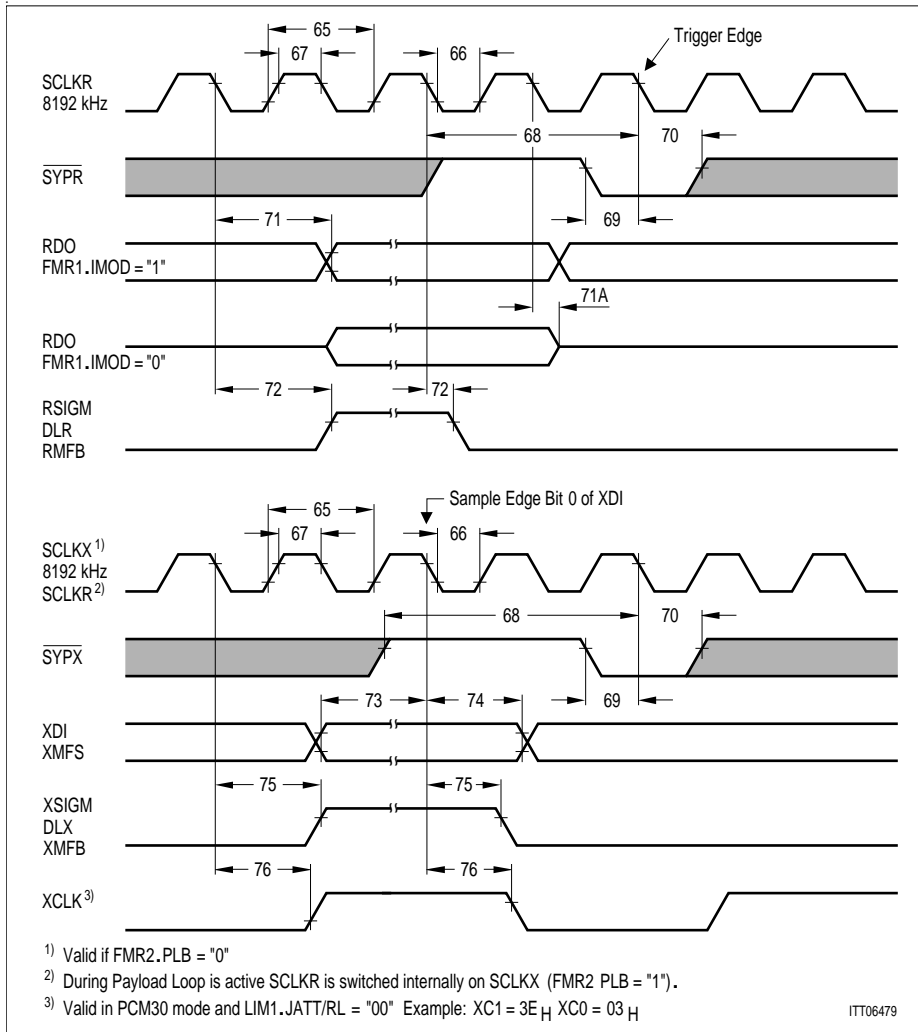 65
67
66
Trigger Edge
SCLKR
8192 kHz
68
70
SYPR
69
71
RDO
FMR1.IMOD = "1"
71A
RDO
FMR1.IMOD = "0"
72
72
RSIGM
DLR
RMFB
65
Sample Edge Bit 0 of XDI
67
66
SCLKX 1)
8192 kHz
SCLKR 2)
68
70
SYPX
73
74
69
XDI
XMFS
75
75
XSIGM
DLX
XMFB
76
76
XCLK 3)
1) Valid if FMR2.PLB = "0"
2) During Payload Loop is active SCLKR is switched internally on SCLKX (FMR2 PLB = "1").
3) Valid in PCM30 mode and LIM1.JATT/RL = "00" Example: XC1 = 3E H XC0 = 03 H
ITT06479